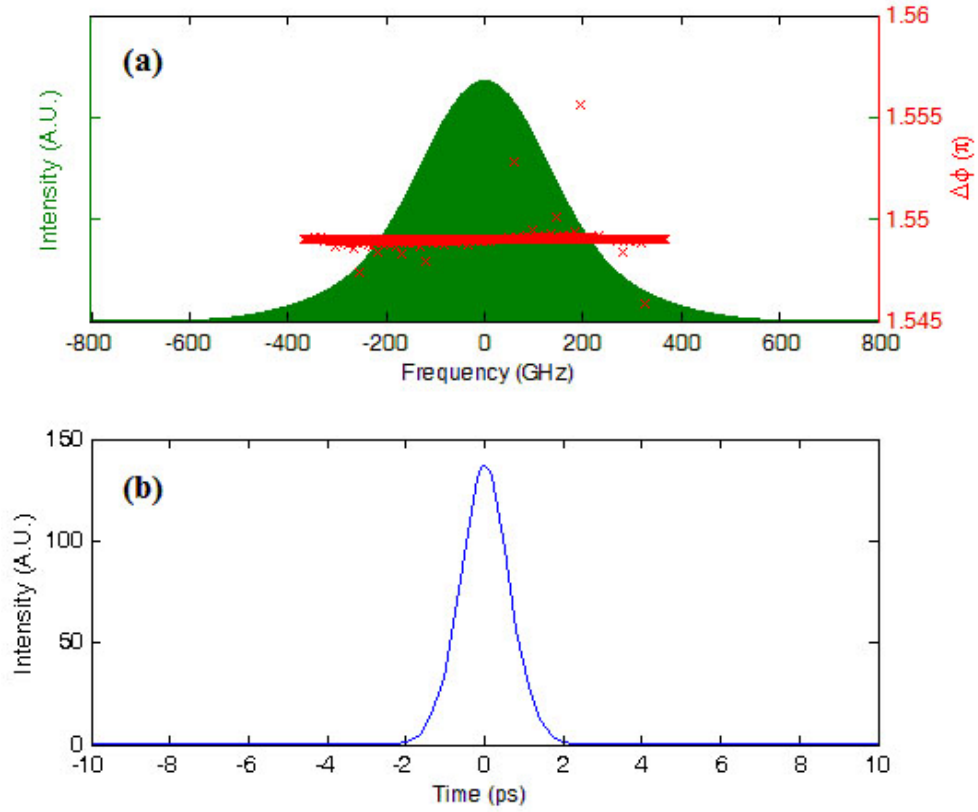 (a)
Intensity (A.U.)
1.56
1.555
1.55
1.545
Δϕ (π)
-800 -600 -400 -200 0 200 400 600 800
Frequency (GHz)
(b)
Intensity (A.U.)
150
100
50
0
-10 -8 -6 -4 -2 0 2 4 6 8 10
Time (ps)